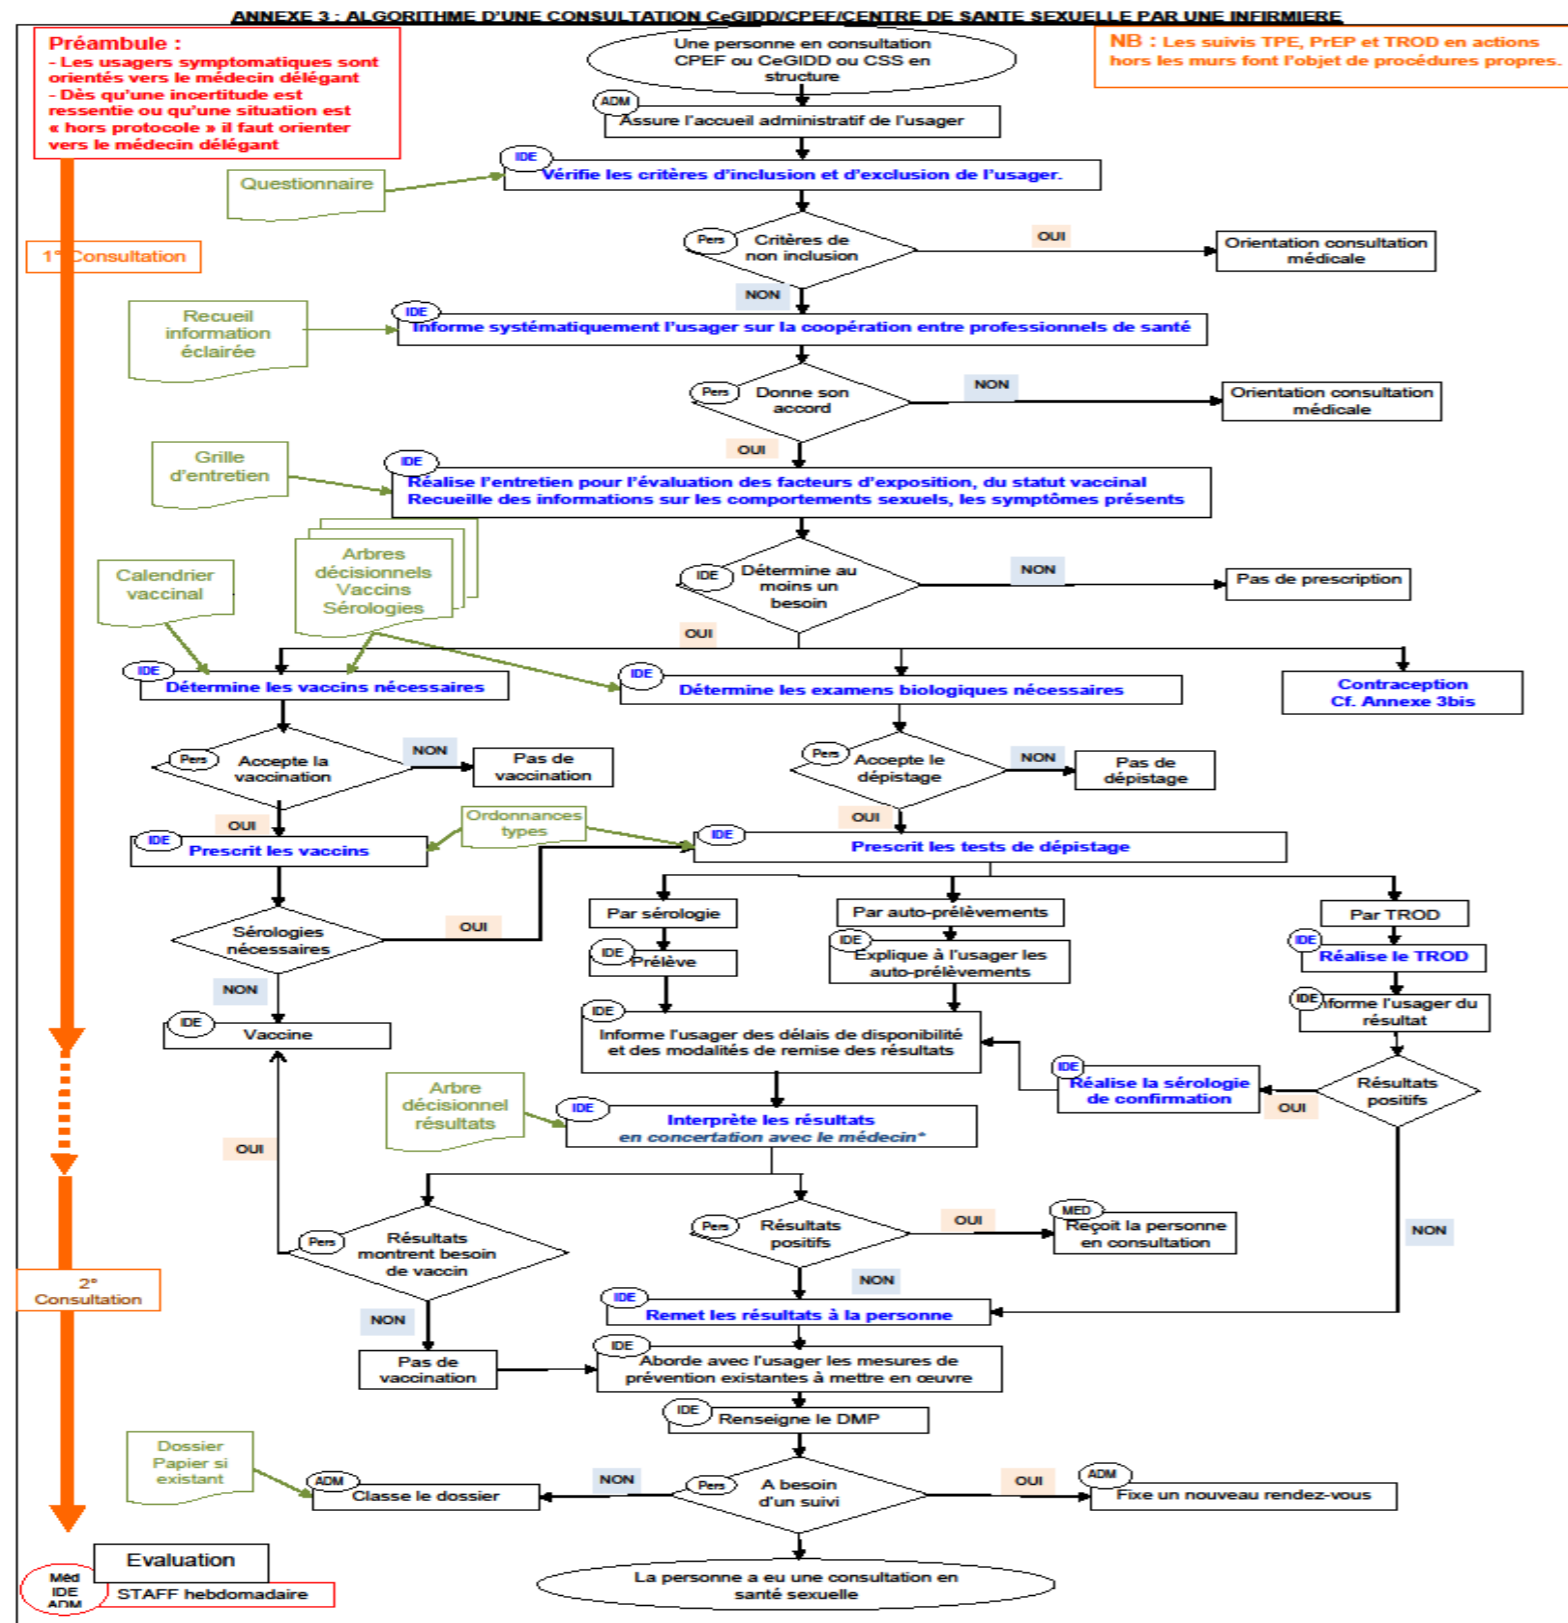 ANNEXE 3 : ALGORITHME D'UNE CONSULTATION CeGIDD/CPEF/CENTRE DE SANTE SEXUELLE PAR UNE INFIRMIERE
Préambule :
- Les usagers symptomatiques sont
orientés vers le médecin délégant
- Dès qu'une incertitude est
ressentie ou qu'une situation est
« hors protocole » il faut orienter
vers le médecin délégant
Une personne en consultation
CPEF ou CeGIDD ou CSS en
structure
NB : Les suivis TPE, PrEP et TROD en actions
hors les murs font l'objet de procédures propres.
ADM
Assure l'accueil administratif de l'usager
IDE
Vérifie les critères d'inclusion et d'exclusion de l'usager.
Questionnaire
1° Consultation
Pers
Critères de
non inclusion
OUI
Orientation consultation
médicale
NON
Recueil
information
éclairée
IDE
Informe systématiquement l'usager sur la coopération entre professionnels de santé
Pers
Donne son
accord
NON
Orientation consultation
médicale
OUI
Grille
d'entretien
IDE
Réalise l'entretien pour l'évaluation des facteurs d'exposition, du statut vaccinal
Recueille des informations sur les comportements sexuels, les symptômes présents
Calendrier
vaccinal
Arbres
décisionnels
Vaccins
Sérologies
IDE
Détermine au
moins un
besoin
NON
Pas de prescription
OUI
IDE
Détermine les vaccins nécessaires
IDE
Détermine les examens biologiques nécessaires
Contraception
Cf. Annexe 3bis
Pers
Accepte la
vaccination
NON
Pas de
vaccination
Pers
Accepte le
dépistage
NON
Pas de
dépistage
OUI
Ordonnances
types
OUI
IDE
Prescrit les vaccins
IDE
Prescrit les tests de dépistage
Sérologies
nécessaires
OUI
Par sérologie
Par auto-prélèvements
Par TROD
IDE
Prélève
IDE
Explique à l'usager les
auto-prélèvements
IDE
Réalise le TROD
NON
IDE
Vaccine
IDE
Informe l'usager des délais de disponibilité
et des modalités de remise des résultats
IDE
Informe l'usager du
résultat
Arbre
décisionnel
résultats
IDE
Interprète les résultats
en concertation avec le médecin*
IDE
Réalise la sérologie
de confirmation
OUI
Résultats
positifs
OUI
Pers
Résultats
montrent besoin
de vaccin
Pers
Résultats
positifs
OUI
MED
Reçoit la personne
en consultation
NON
2°
Consultation
NON
NON
IDE
Remet les résultats à la personne
Pas de
vaccination
IDE
Aborde avec l'usager les mesures de
prévention existantes à mettre en œuvre
IDE
Renseigne le DMP
Dossier
Papier si
existant
ADM
Classe le dossier
NON
Pers
A besoin
d'un suivi
OUI
ADM
Fixe un nouveau rendez-vous
Evaluation
Méd
IDE
ADM
STAFF hebdomadaire
La personne a eu une consultation en
santé sexuelle